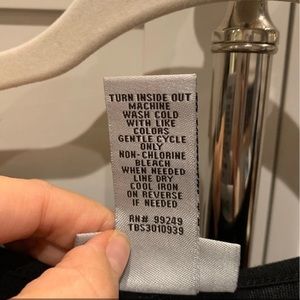 TURN INSIDE OUT
MACHINE
WASH COLD
WITH LIKE
COLORS
GENTLE CYCLE
ONLY
NON-CHLORINE
BLEACH
WHEN NEEDED
LINE DRY
COOL IRON
ON REVERSE
IF NEEDED
RN# 99249
TBS3010939